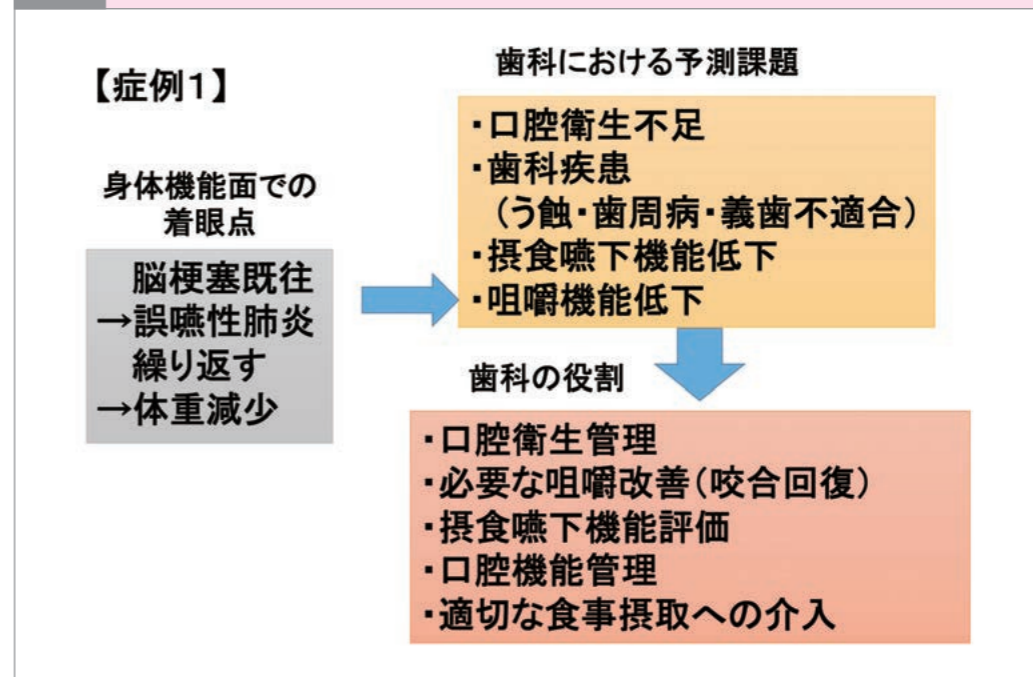 【症例1】
身体機能面での
着眼点
脳梗塞既往
→誤嚥性肺炎
繰り返す
→体重減少
歯科における予測課題
・口腔衛生不足
・歯科疾患
（う蝕・歯周病・義歯不適合）
・摂食嚥下機能低下
・咀嚼機能低下
歯科の役割
・口腔衛生管理
・必要な咀嚼改善（咬合回復）
・摂食嚥下機能評価
・口腔機能管理
・適切な食事摂取への介入